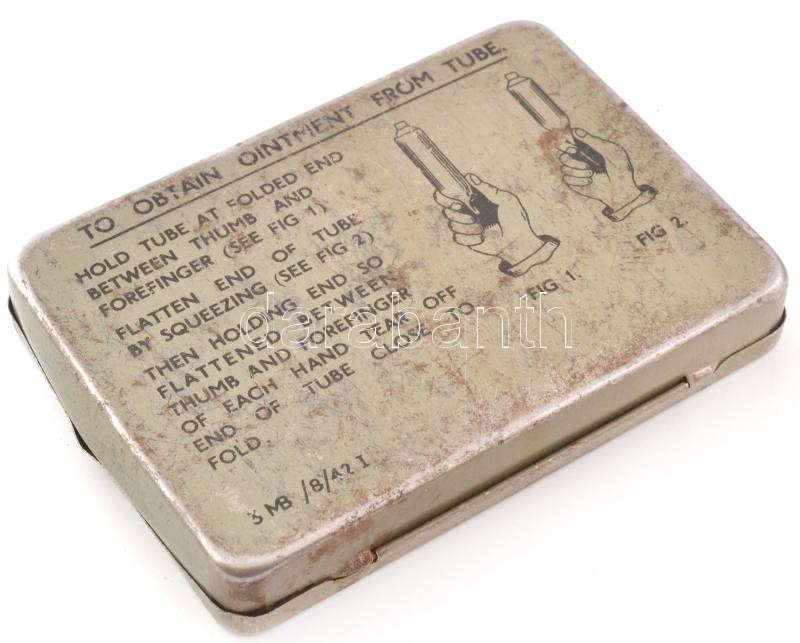 TO OBTAIN OINTMENT FROM TUBE.
HOLD TUBE AT FOLDED END
BETWEEN THUMB AND
FOREFINGER (SEE FIG 1).
FLATTEN END OF TUBE
BY SQUEEZING (SEE FIG 2)
THEN HOLDING END SO
FLATTENED BETWEEN
THUMB AND FOREFINGER
OF EACH HAND TEAR OFF
END OF TUBE CLOSE TO
FOLD.
FIG 1.
FIG 2.
MB /8/42 I
darabanth